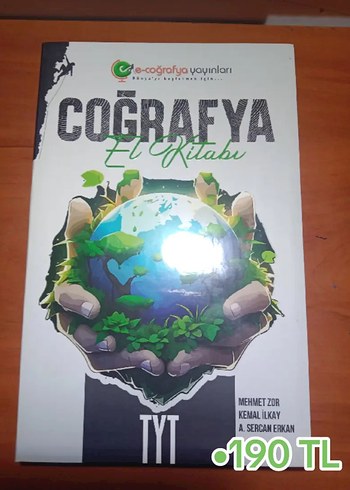 e-coğrafya yayınları
Dünya'yı keşfetmek için...
COĞRAFYA
El Kitabı
TYT
MEHMET ZOR
KEMAL İLKAY
A. SERCAN ERKAN
•190 TL